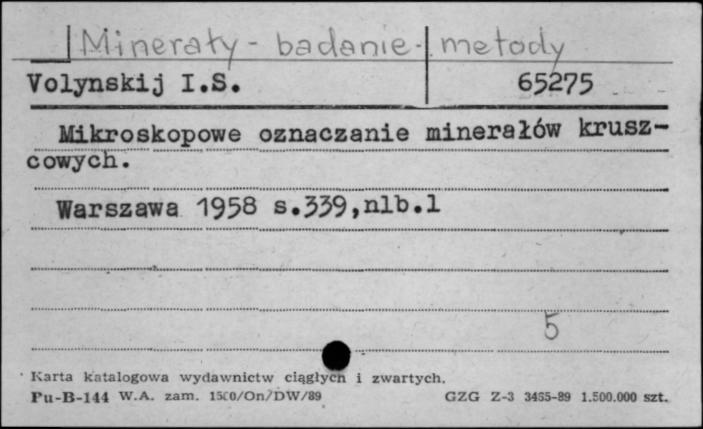 Minerały - badanie - metody
Volynskij I.S. 65275
Mikroskopowe oznaczanie minerałów krusz-
cowych.
Warszawa 1958 s.339,nlb.1
5
Karta katalogowa wydawnictw ciągłych i zwartych.
Pu-B-144 W.A. zam. 1500/On/DW/89 GZG Z-3 3455-89 1.500.000 szt.